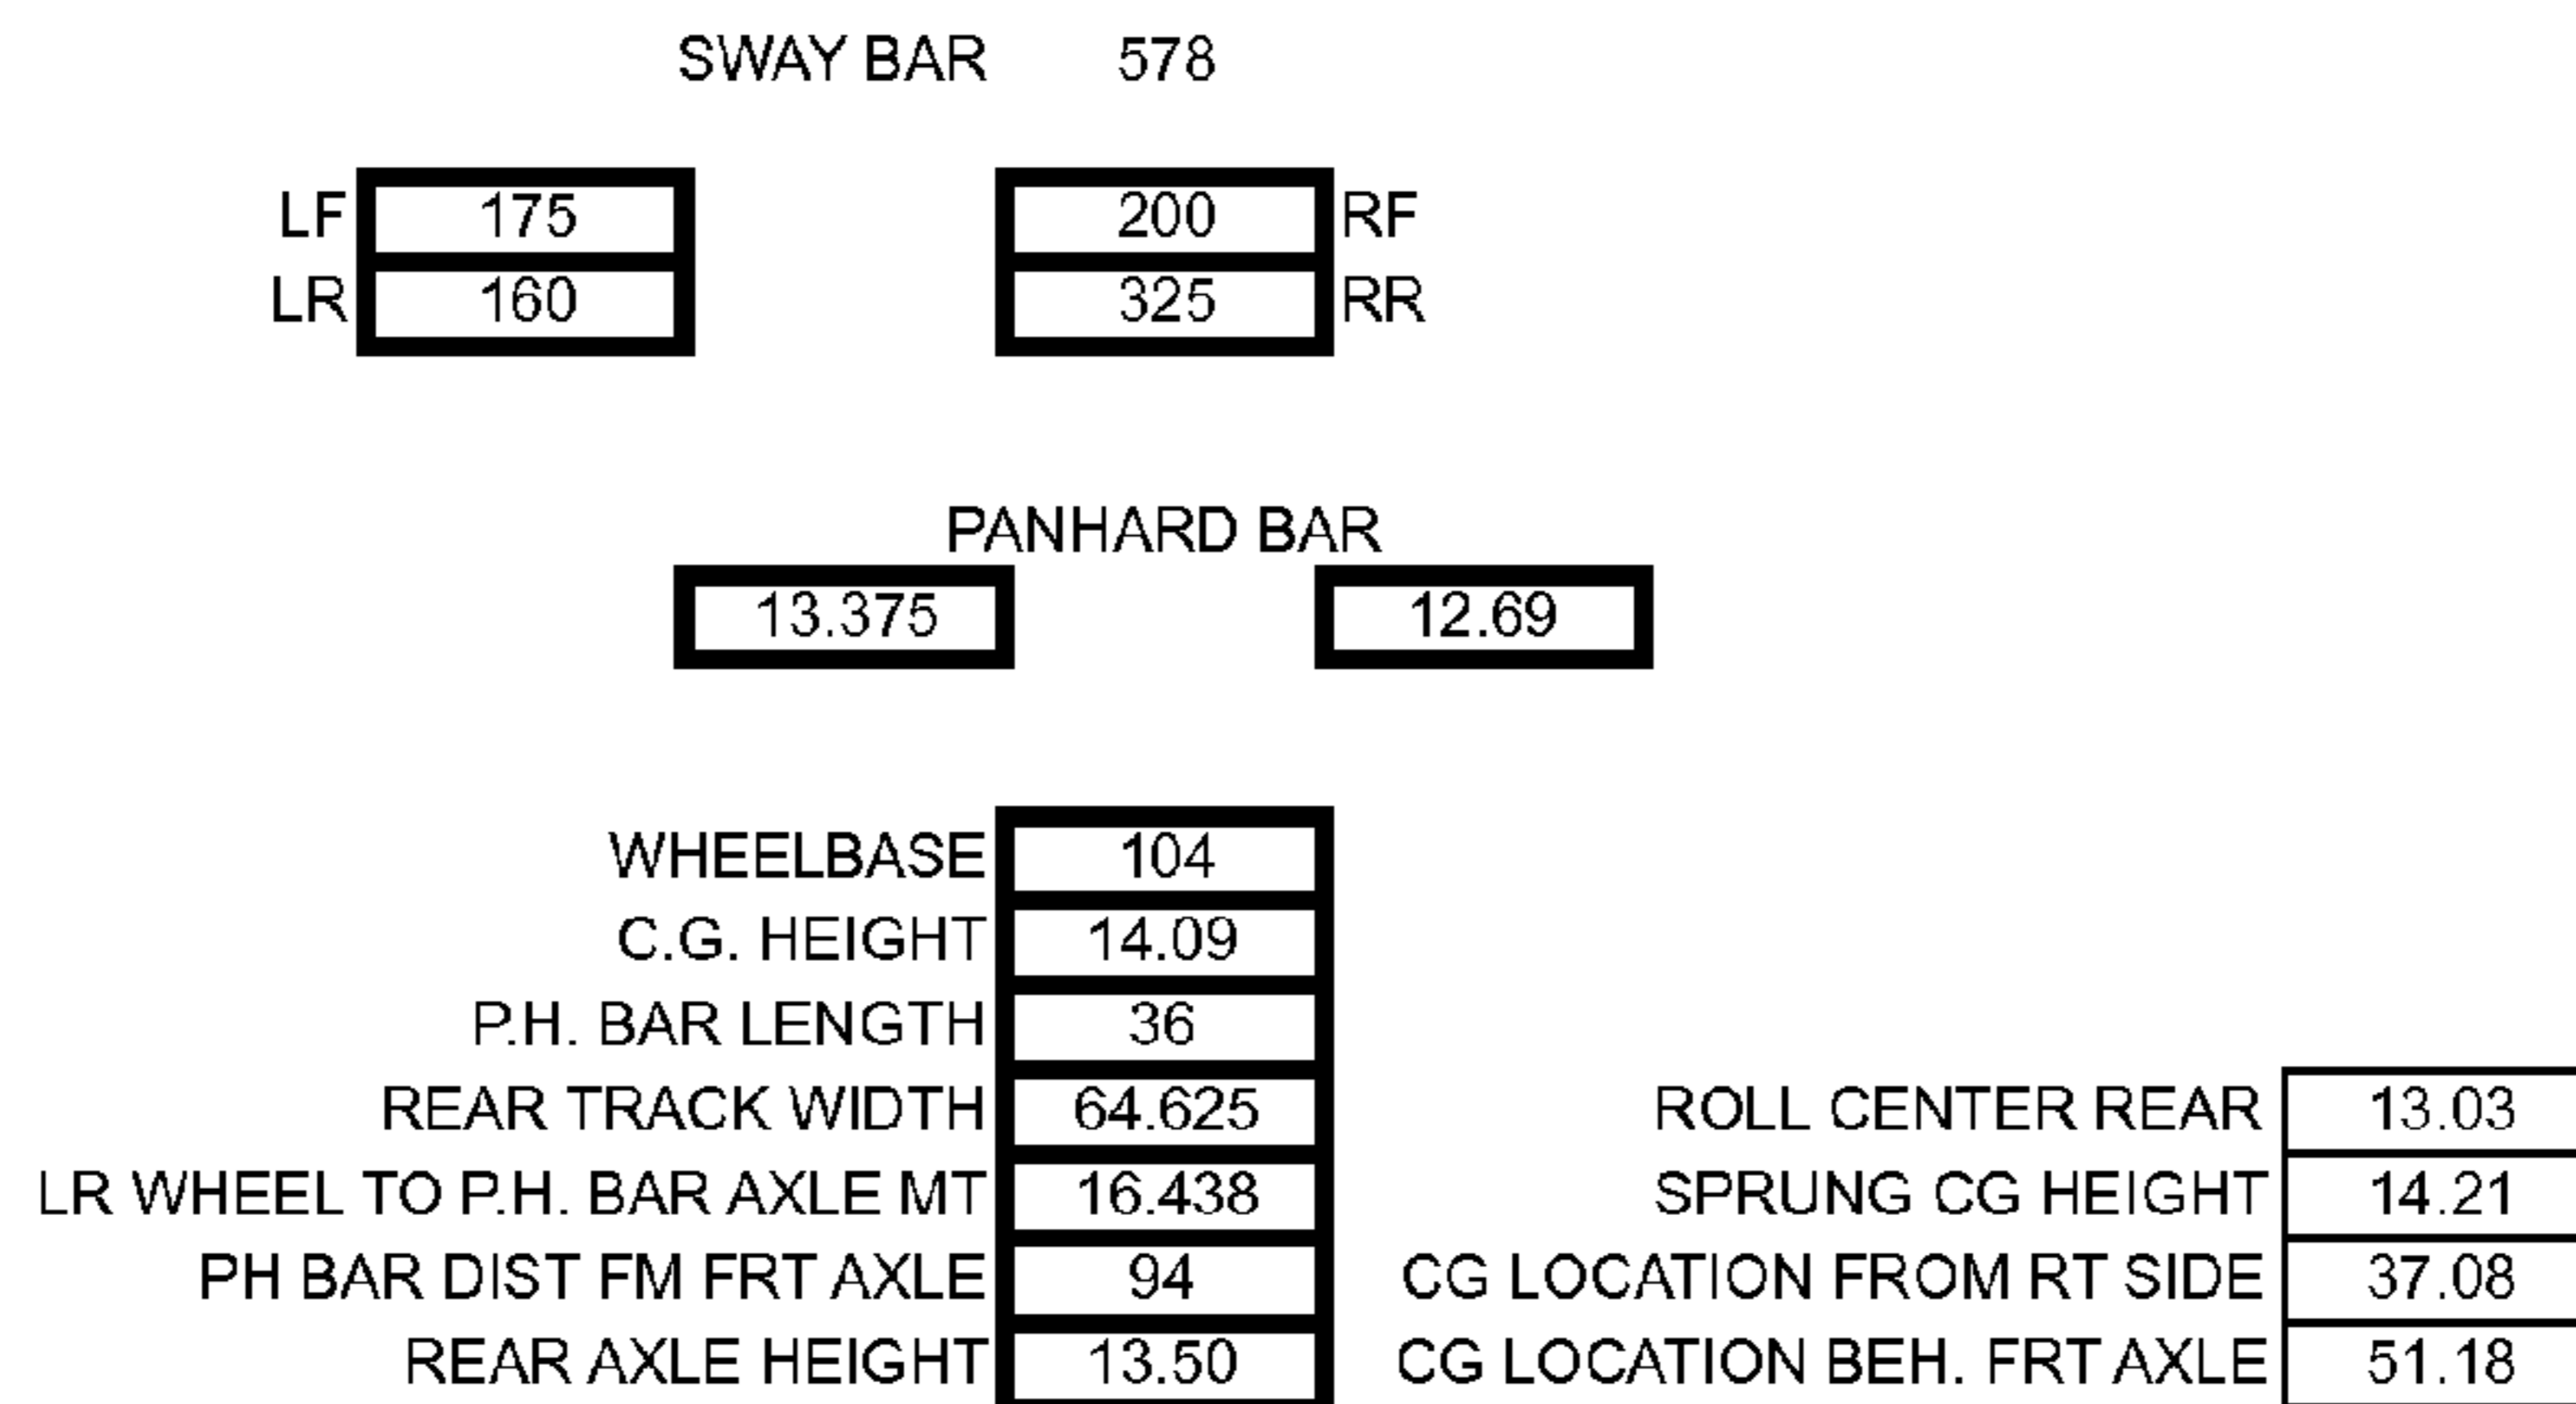 SWAY BAR 578
LF 175 200 RF
LR 160 325 RR
PANHARD BAR
13.375 12.69
WHEELBASE 104
C.G. HEIGHT 14.09
P.H. BAR LENGTH 36
REAR TRACK WIDTH 64.625 ROLL CENTER REAR 13.03
LR WHEEL TO P.H. BAR AXLE MT 16.438 SPRUNG CG HEIGHT 14.21
PH BAR DIST FM FRT AXLE 94 CG LOCATION FROM RT SIDE 37.08
REAR AXLE HEIGHT 13.50 CG LOCATION BEH. FRT AXLE 51.18